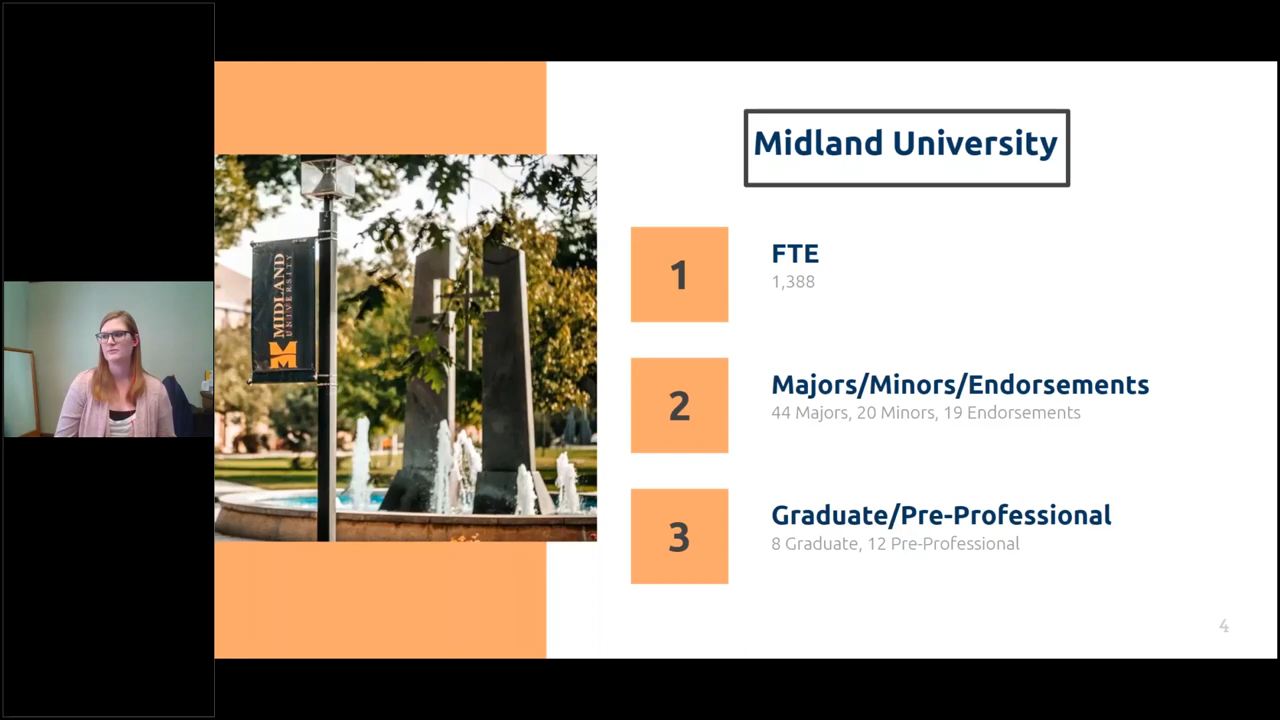 Midland University
MIDLAND
UNIVERSITY
1
FTE
1,388
2
Majors/Minors/Endorsements
44 Majors, 20 Minors, 19 Endorsements
3
Graduate/Pre-Professional
8 Graduate, 12 Pre-Professional
4